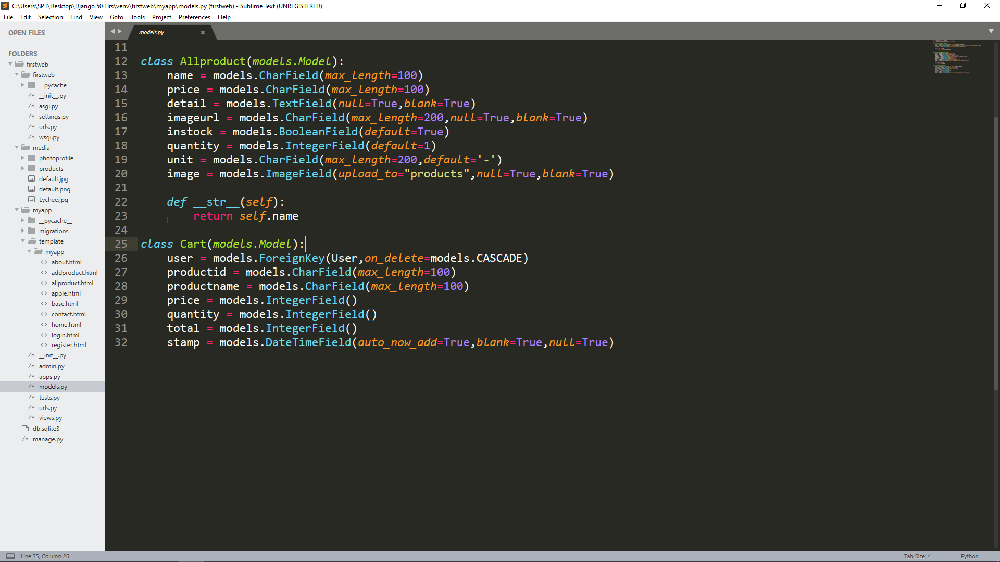 C:\Users\SPT\Desktop\Django 50 Hrs\venv\firstweb\myapp\models.py (firstweb) - Sublime Text (UNREGISTERED)
File Edit Selection Find View Goto Tools Project Preferences Help
OPEN FILES
FOLDERS
firstweb
firstweb
__pycache__
/* __init__.py
/* asgi.py
/* settings.py
/* urls.py
/* wsgi.py
media
photoprofile
products
default.jpg
default.png
Lychee.jpg
myapp
__pycache__
migrations
template
myapp
<> about.html
<> addproduct.html
<> allproduct.html
<> apple.html
<> base.html
<> contact.html
<> home.html
<> login.html
<> register.html
/* __init__.py
/* admin.py
/* apps.py
/* models.py
/* tests.py
/* urls.py
/* views.py
db.sqlite3
/* manage.py
models.py ×
11
12 class Allproduct(models.Model):
13     name = models.CharField(max_length=100)
14     price = models.CharField(max_length=100)
15     detail = models.TextField(null=True,blank=True)
16     imageurl = models.CharField(max_length=200,null=True,blank=True)
17     instock = models.BooleanField(default=True)
18     quantity = models.IntegerField(default=1)
19     unit = models.CharField(max_length=200,default='-')
20     image = models.ImageField(upload_to="products",null=True,blank=True)
21
22     def __str__(self):
23         return self.name
24
25 class Cart(models.Model):
26     user = models.ForeignKey(User,on_delete=models.CASCADE)
27     productid = models.CharField(max_length=100)
28     productname = models.CharField(max_length=100)
29     price = models.IntegerField()
30     quantity = models.IntegerField()
31     total = models.IntegerField()
32     stamp = models.DateTimeField(auto_now_add=True,blank=True,null=True)
Line 25, Column 26
Tab Size: 4
Python